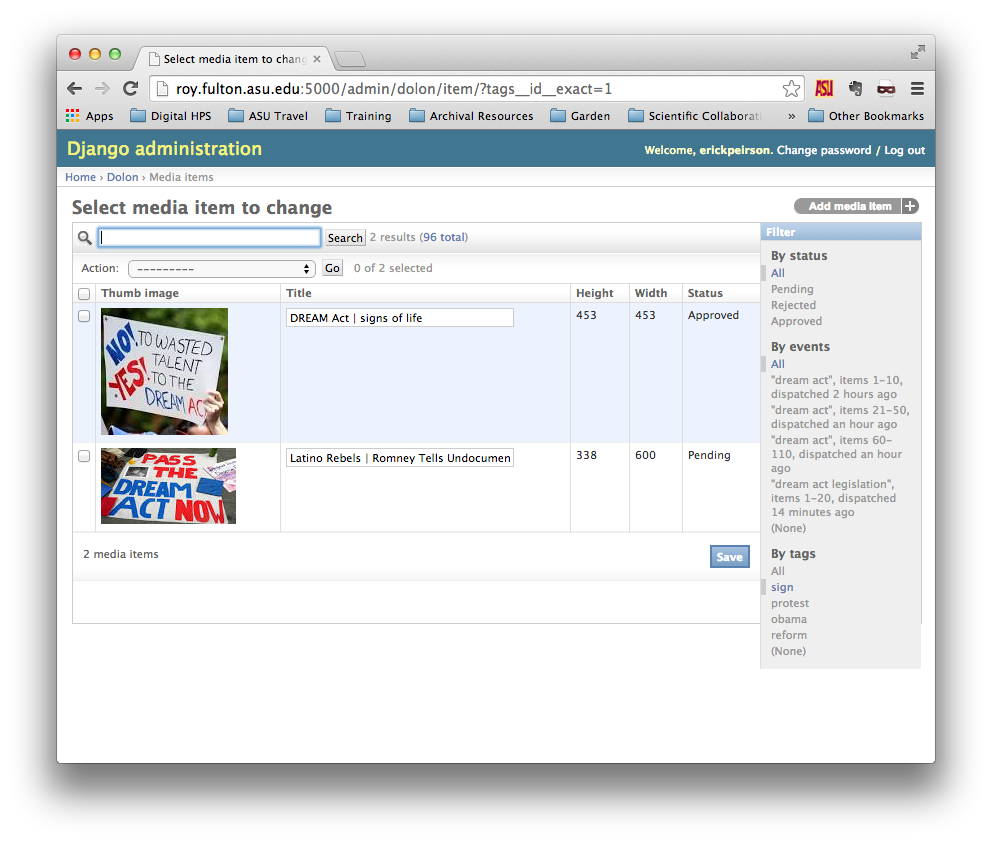 Select media item to change
roy.fulton.asu.edu:5000/admin/dolon/item/?tags__id__exact=1
ASU
Apps Digital HPS ASU Travel Training Archival Resources Garden Scientific Collaborati » Other Bookmarks
Django administration
Welcome, erickpeirson. Change password / Log out
Home › Dolon › Media items
Select media item to change
Add media item +
Search 2 results (96 total)
Action: --------- Go 0 of 2 selected
Thumb image Title Height Width Status
NO! TO WASTED
TALENT
YES! TO THE
DREAM AC
DREAM Act | signs of life 453 453 Approved
PASS
THE
DREAM
ACT NOW
Latino Rebels | Romney Tells Undocumen 338 600 Pending
2 media items
Save
Filter
By status
All
Pending
Rejected
Approved
By events
All
"dream act", items 1-10,
dispatched 2 hours ago
"dream act", items 21-50,
dispatched an hour ago
"dream act", items 60-
110, dispatched an hour
ago
"dream act legislation",
items 1-20, dispatched
14 minutes ago
(None)
By tags
All
sign
protest
obama
reform
(None)